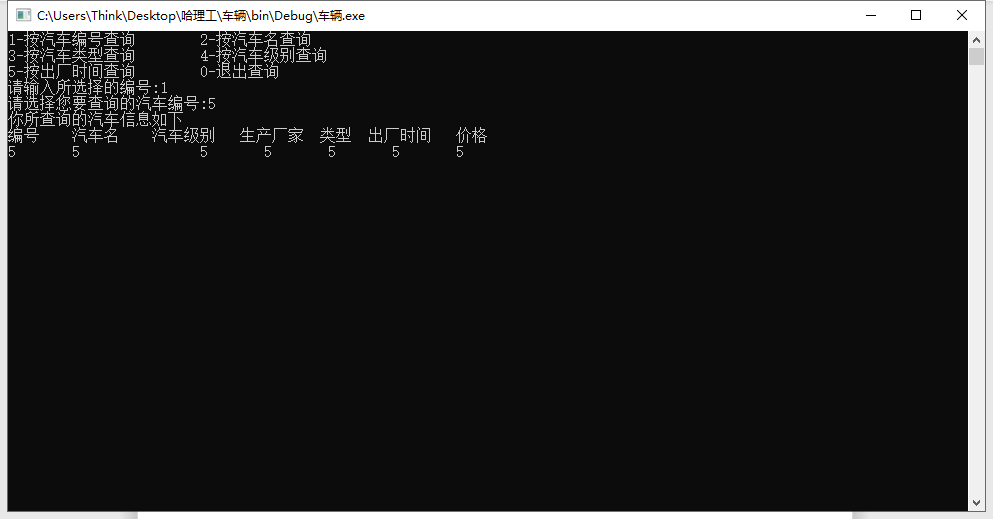 C:\Users\Think\Desktop\哈理工\车辆\bin\Debug\车辆.exe
1-按汽车编号查询 2-按汽车名查询
3-按汽车类型查询 4-按汽车级别查询
5-按出厂时间查询 0-退出查询
请输入所选择的编号:1
请选择您要查询的汽车编号:5
你所查询的汽车信息如下
编号 汽车名 汽车级别 生产厂家 类型 出厂时间 价格
5 5 5 5 5 5 5